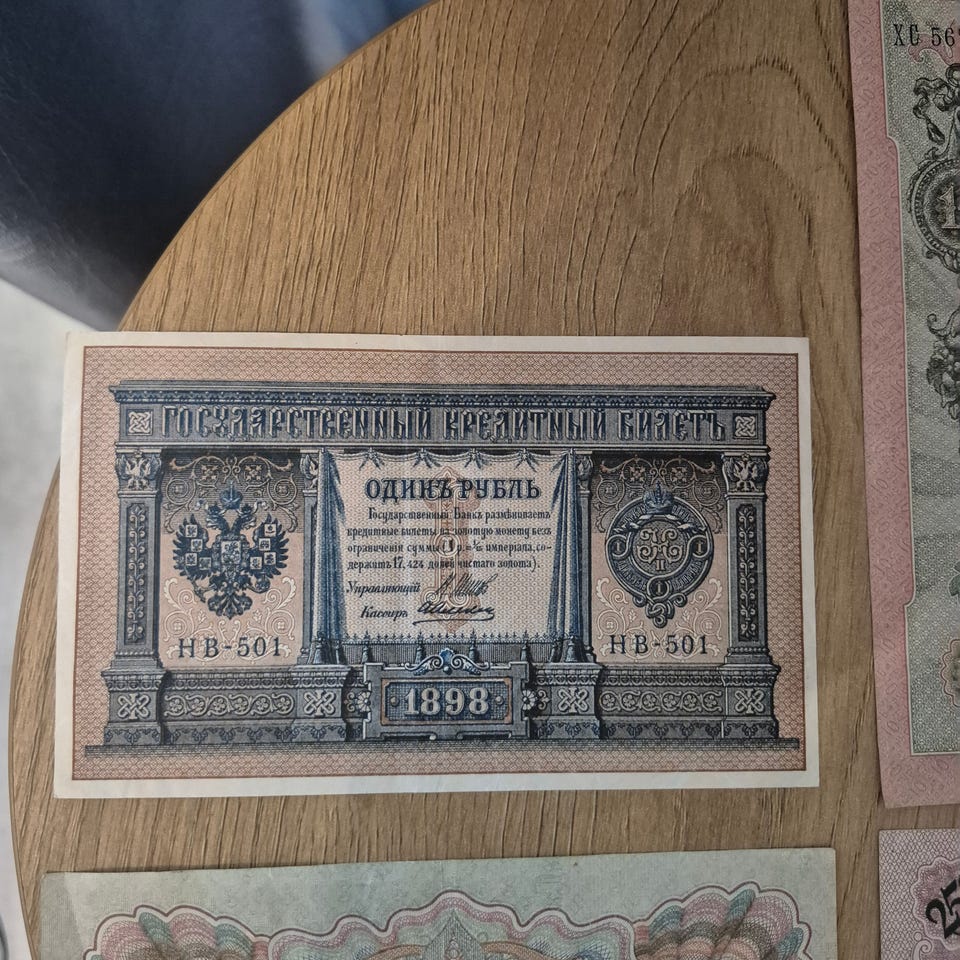 ХС 56
ГОСУДАРСТВЕННЫЙ КРЕДИТНЫЙ БИЛЕТЪ
ОДИНЪ РУБЛЬ
Государственный Банкъ размѣниваетъ
кредитные билеты на золотую монету безъ
ограниченія суммы (1 р.= 1/15 имперіала, со-
держитъ 17,424 долей чистаго золота).
Управляющій
Кассиръ
НВ-501
НВ-501
1898
25